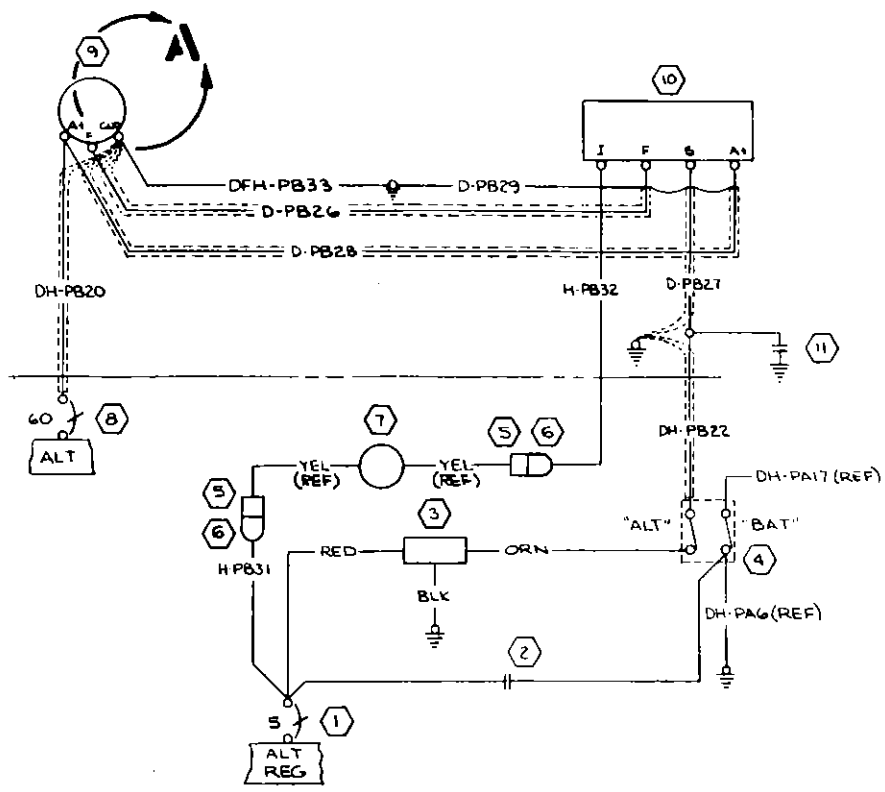 9
A
10
A+
F
GND
I
F
S
A+
DFH-PB33
D-PB29
D-PB26
D-PB28
DH-PB20
H-PB32
D-PB27
11
60
8
7
5
6
DH-PB22
ALT
YEL
(REF)
YEL
(REF)
DH-PA17 (REF)
5
3
"ALT"
"BAT"
6
RED
ORN
4
H-PB31
BLK
DH-PA6 (REF)
2
5
1
ALT
REG